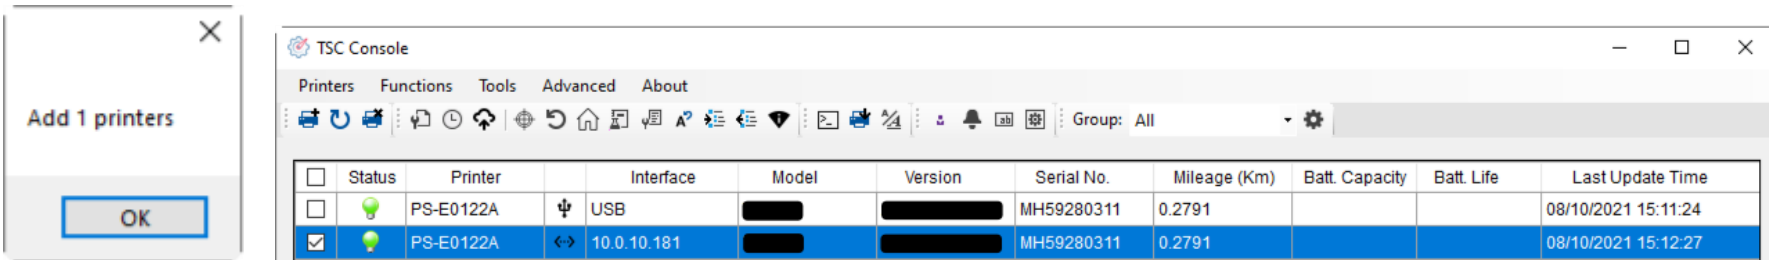 Add 1 printers
OK
TSC Console
Printers Functions Tools Advanced About
Group: All
Status Printer Interface Model Version Serial No. Mileage (Km) Batt. Capacity Batt. Life Last Update Time
PS-E0122A USB MH59280311 0.2791 08/10/2021 15:11:24
PS-E0122A 10.0.10.181 MH59280311 0.2791 08/10/2021 15:12:27